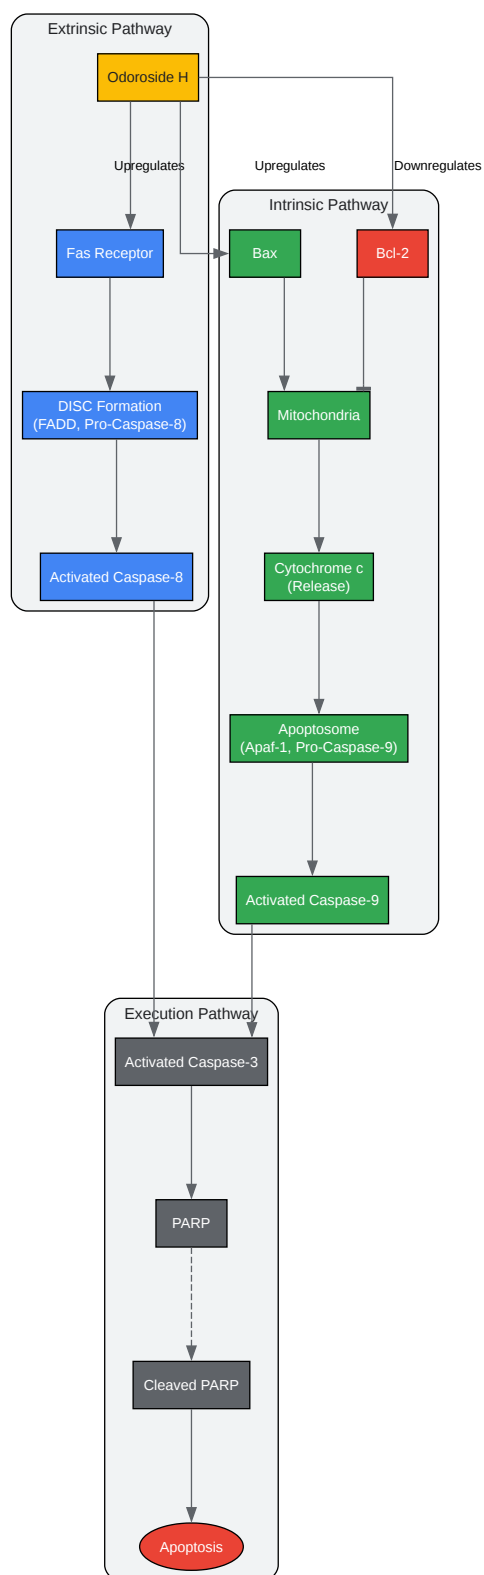 Extrinsic Pathway
Odoroside H
Upregulates
Upregulates
Downregulates
Intrinsic Pathway
Fas Receptor
Bax
Bcl-2
DISC Formation
(FADD, Pro-Caspase-8)
Mitochondria
Activated Caspase-8
Cytochrome c
(Release)
Apoptosome
(Apaf-1, Pro-Caspase-9)
Activated Caspase-9
Execution Pathway
Activated Caspase-3
PARP
Cleaved PARP
Apoptosis